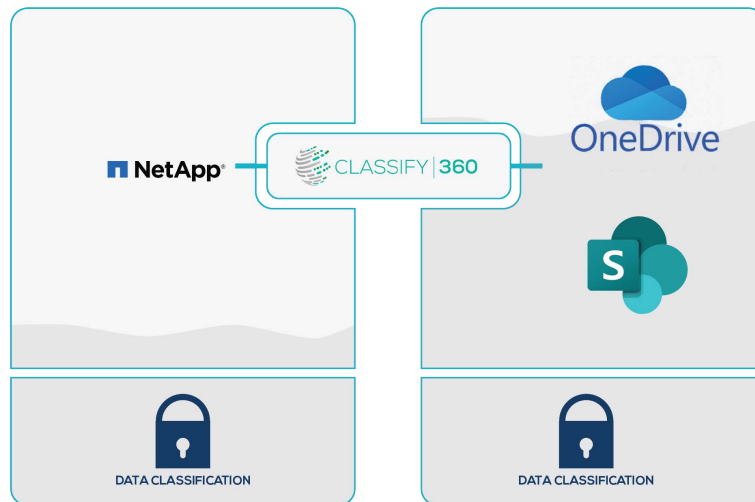 NetApp®
CLASSIFY | 360
OneDrive
S
DATA CLASSIFICATION
DATA CLASSIFICATION